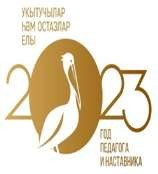 УКЫТУЧЫЛАР
ҺӘМ ОСТАЗЛАР
ЕЛЫ
2023
ГОД
ПЕДАГОГА
И НАСТАВНИКА